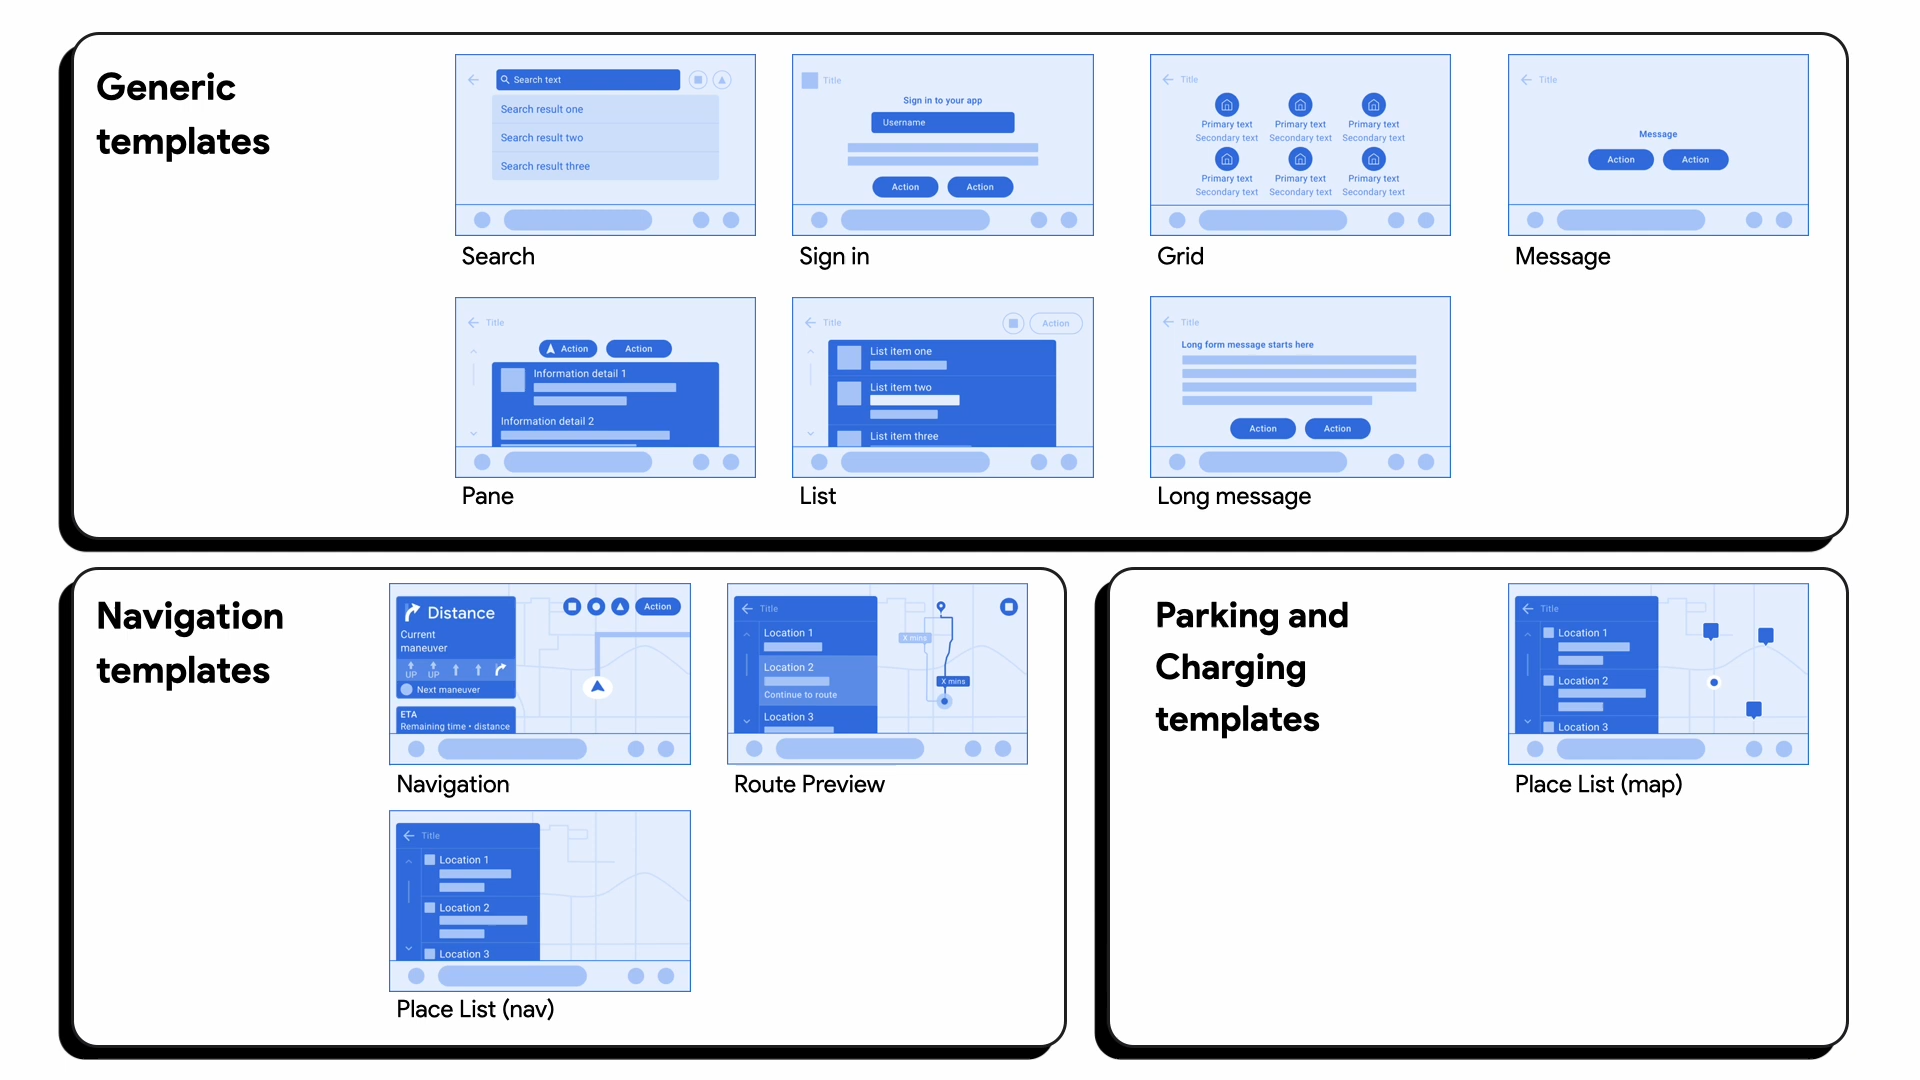 Generic
templates
Search text
Search result one
Search result two
Search result three
Search
Title
Sign in to your app
Username
Action Action
Sign in
Title
Primary text Primary text Primary text
Secondary text Secondary text Secondary text
Primary text Primary text Primary text
Secondary text Secondary text Secondary text
Grid
Title
Message
Action Action
Message
Title
Action Action
Information detail 1
Information detail 2
Pane
Title
Action
List item one
List item two
List item three
List
Title
Long form message starts here
Action Action
Long message
Navigation
templates
Distance
Current
maneuver
UP UP
Next maneuver
ETA
Remaining time • distance
Action
Navigation
Title
Location 1
Location 2
Continue to route
Location 3
X mins
X mins
Route Preview
Title
Location 1
Location 2
Location 3
Place List (nav)
Parking and
Charging
templates
Title
Location 1
Location 2
Location 3
Place List (map)